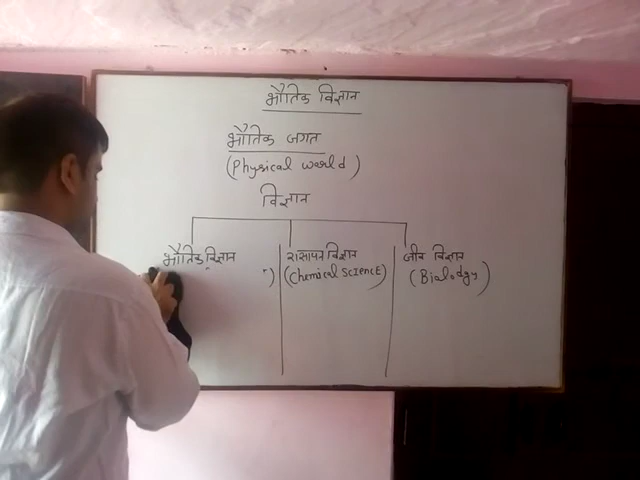 भौतिक विज्ञान
भौतिक जगत
(Physical world)
विज्ञान
भौतिक विज्ञान
)
रासायन विज्ञान
(Chemical SCIENCE)
जीव विज्ञान
(Biology)